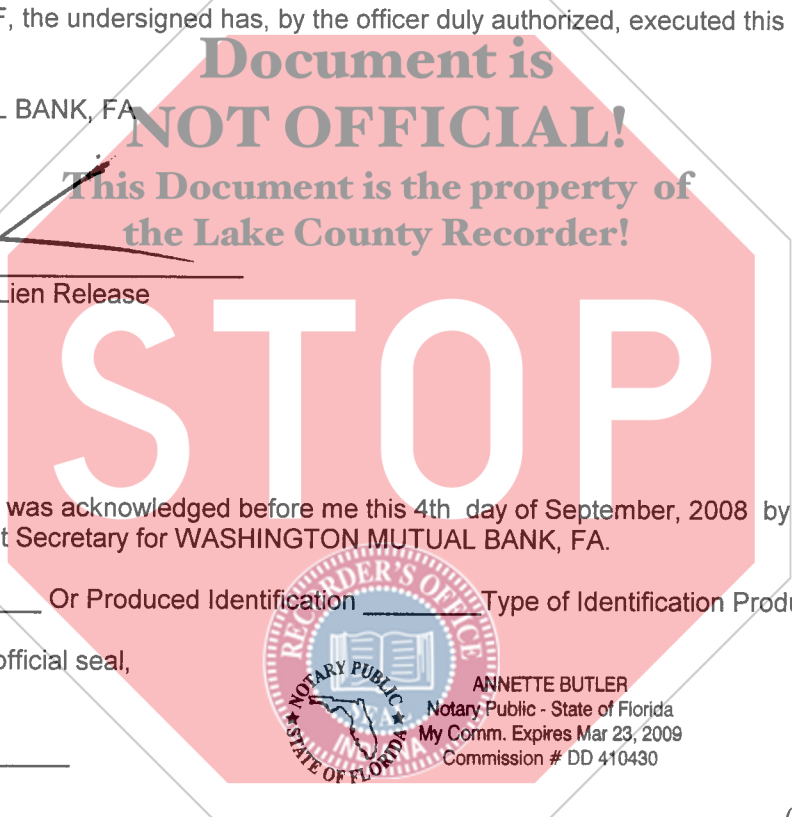 F, the undersigned has, by the officer duly authorized, executed this
Document is
L BANK, FA
NOT OFFICIAL!
This Document is the property of
the Lake County Recorder!
Lien Release
STOP
was acknowledged before me this 4th day of September, 2008 by
t Secretary for WASHINGTON MUTUAL BANK, FA.
Or Produced Identification Type of Identification Produ
official seal,
RECORDER'S OFFICE
SEAL
INDIANA
NOTARY PUBLIC
STATE OF FLORIDA
ANNETTE BUTLER
Notary Public - State of Florida
My Comm. Expires Mar 23, 2009
Commission # DD 410430